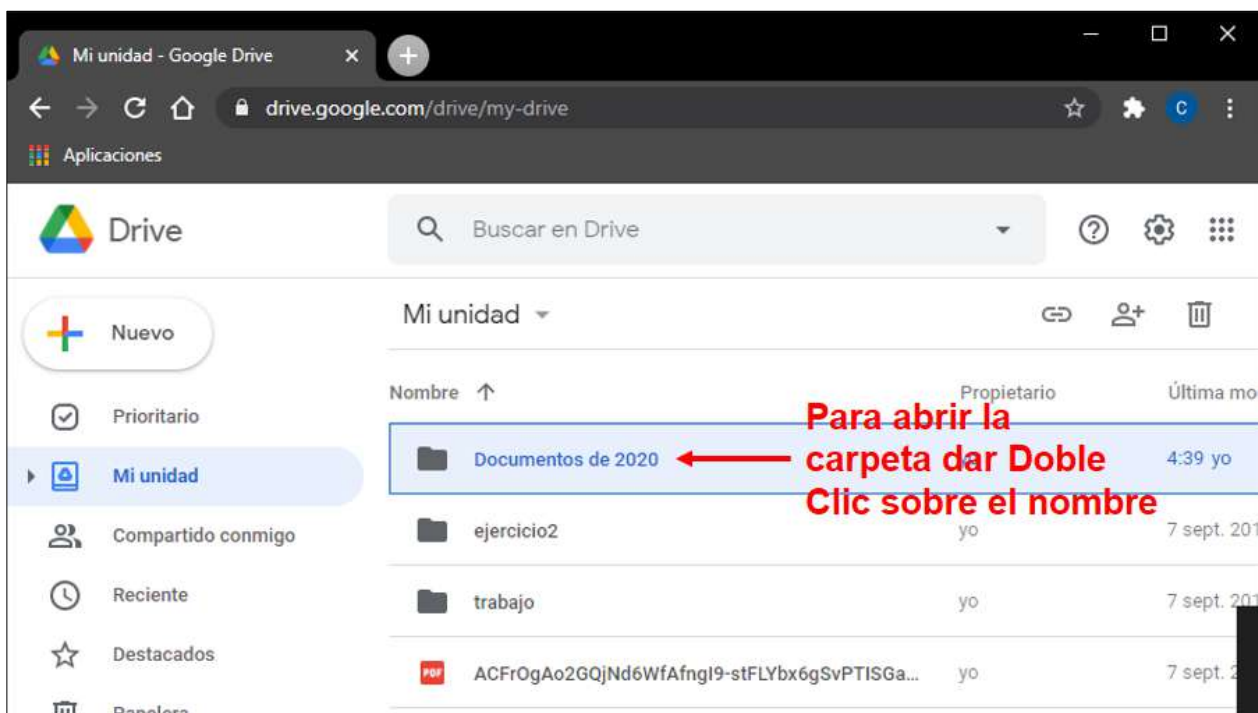 Mi unidad - Google Drive
drive.google.com/drive/my-drive
C
Aplicaciones
Drive
Buscar en Drive
Nuevo
Mi unidad
Nombre
Propietario
Última mo
Prioritario
Para abrir la
carpeta dar Doble
Clic sobre el nombre
Documentos de 2020
4:39 yo
Mi unidad
ejercicio2
yo
7 sept. 201
Compartido conmigo
trabajo
yo
7 sept. 201
Reciente
PDF
ACFrOgAo2GQjNd6WfAfngI9-stFLYbx6gSvPTISGa...
yo
7 sept. 2
Destacados
Papelera